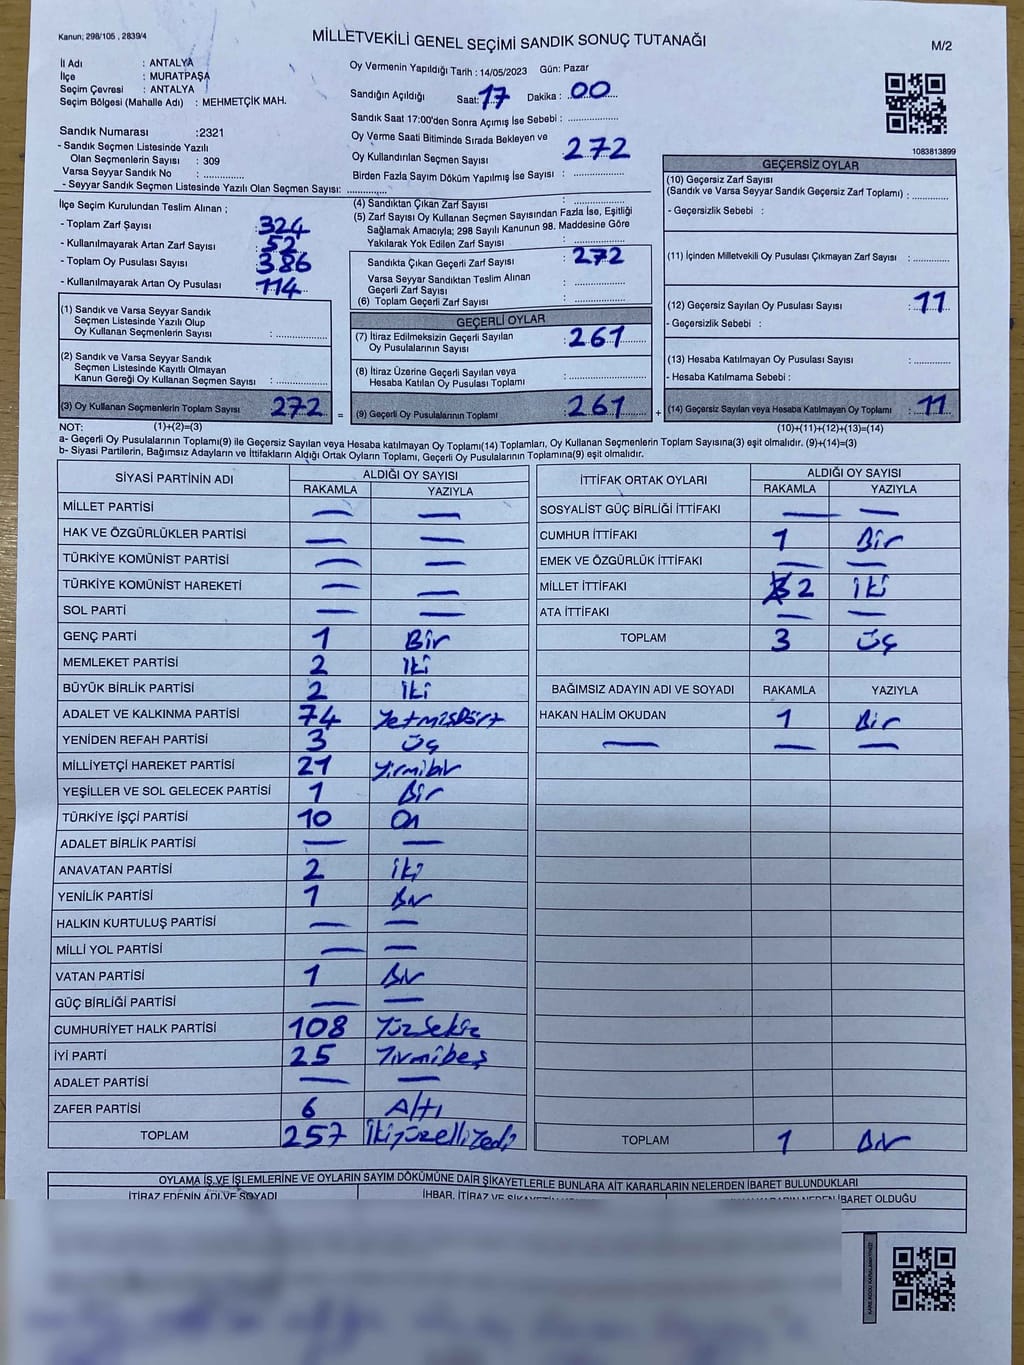 Kanun; 298/105 , 2839/4
MİLLETVEKİLİ GENEL SEÇİMİ SANDIK SONUÇ TUTANAĞI
M/2
İl Adı : ANTALYA
İlçe : MURATPAŞA
Seçim Çevresi : ANTALYA
Seçim Bölgesi (Mahalle Adı) : MEHMETÇİK MAH.
Oy Vermenin Yapıldığı Tarih : 14/05/2023 Gün: Pazar
Sandığın Açıldığı Saat: 17 Dakika : 00
Sandık Saat 17:00'den Sonra Açımış İse Sebebi : ..............
Sandık Numarası :2321
- Sandık Seçmen Listesinde Yazılı
Olan Seçmenlerin Sayısı : 309
Varsa Seyyar Sandık No : ..............
- Seyyar Sandık Seçmen Listesinde Yazılı Olan Seçmen Sayısı: ..............
Oy Verme Saati Bitiminde Sırada Bekleyen ve
Oy Kullandırılan Seçmen Sayısı : 272
Birden Fazla Sayım Döküm Yapılmış İse Sayısı : ..............
1083813899
İlçe Seçim Kurulundan Teslim Alınan ;
- Toplam Zarf Sayısı : 324
- Kullanılmayarak Artan Zarf Sayısı : 52
- Toplam Oy Pusulası Sayısı : 386
- Kullanılmayarak Artan Oy Pusulası : 114
(4) Sandıktan Çıkan Zarf Sayısı : ..............
(5) Zarf Sayısı Oy Kullanan Seçmen Sayısından Fazla İse, Eşitliği
Sağlamak Amacıyla; 298 Sayılı Kanunun 98. Maddesine Göre
Yakılarak Yok Edilen Zarf Sayısı : ..............
Sandıkta Çıkan Geçerli Zarf Sayısı : 272
Varsa Seyyar Sandıktan Teslim Alınan
Geçerli Zarf Sayısı : ..............
(6) Toplam Geçerli Zarf Sayısı : ..............
GEÇERSİZ OYLAR
(10) Geçersiz Zarf Sayısı
(Sandık ve Varsa Seyyar Sandık Geçersiz Zarf Toplamı) : ..............
- Geçersizlik Sebebi :
(11) İçinden Milletvekili Oy Pusulası Çıkmayan Zarf Sayısı : ..............
(12) Geçersiz Sayılan Oy Pusulası Sayısı : 11
- Geçersizlik Sebebi :
(13) Hesaba Katılmayan Oy Pusulası Sayısı : ..............
- Hesaba Katılmama Sebebi :
(1) Sandık ve Varsa Seyyar Sandık
Seçmen Listesinde Yazılı Olup
Oy Kullanan Seçmenlerin Sayısı : ..............
(2) Sandık ve Varsa Seyyar Sandık
Seçmen Listesinde Kayıtlı Olmayan
Kanun Gereği Oy Kullanan Seçmen Sayısı : ..............
GEÇERLİ OYLAR
(7) İtiraz Edilmeksizin Geçerli Sayılan
Oy Pusulalarının Sayısı : 261
(8) İtiraz Üzerine Geçerli Sayılan veya
Hesaba Katılan Oy Pusulası Toplamı : ..............
(3) Oy Kullanan Seçmenlerin Toplam Sayısı 272 = (9) Geçerli Oy Pusulalarının Toplamı : 261 + (14) Geçersiz Sayılan veya Hesaba Katılmayan Oy Toplamı : 11
NOT: (1)+(2)=(3) (10)+(11)+(12)+(13)=(14)
a- Geçerli Oy Pusulalarının Toplamı(9) ile Geçersiz Sayılan veya Hesaba katılmayan Oy Toplamı(14) Toplamları, Oy Kullanan Seçmenlerin Toplam Sayısına(3) eşit olmalıdır. (9)+(14)=(3)
b- Siyasi Partilerin, Bağımsız Adayların ve İttifakların Aldığı Ortak Oyların Toplamı, Geçerli Oy Pusulalarının Toplamına(9) eşit olmalıdır.
SİYASİ PARTİNİN ADI ALDIĞI OY SAYISI
RAKAMLA YAZIYLA
MİLLET PARTİSI — —
HAK VE ÖZGÜRLÜKLER PARTİSİ — —
TÜRKİYE KOMÜNİST PARTİSİ — —
TÜRKİYE KOMÜNİST HAREKETİ — —
SOL PARTİ — —
GENÇ PARTİ 1 Bir
MEMLEKET PARTİSİ 2 iki
BÜYÜK BİRLİK PARTİSİ 2 iki
ADALET VE KALKINMA PARTİSİ 74 YetmişDört
YENİDEN REFAH PARTİSİ 3 üç
MİLLİYETÇİ HAREKET PARTİSİ 21 Yirmibir
YEŞİLLER VE SOL GELECEK PARTİSİ 1 Bir
TÜRKİYE İŞÇİ PARTİSİ 10 On
ADALET BİRLİK PARTİSİ — —
ANAVATAN PARTİSİ 2 iki
YENİLİK PARTİSİ 1 Bir
HALKIN KURTULUŞ PARTİSİ — —
MİLLİ YOL PARTİSİ — —
VATAN PARTİSİ 1 Bir
GÜÇ BİRLİĞİ PARTİSİ — —
CUMHURİYET HALK PARTİSİ 108 YüzSekiz
İYİ PARTİ 25 Yirmibeş
ADALET PARTİSİ — —
ZAFER PARTİSİ 6 Altı
TOPLAM 257 İkiyüzelliYedi
İTTİFAK ORTAK OYLARI ALDIĞI OY SAYISI
RAKAMLA YAZIYLA
SOSYALİST GÜÇ BİRLİĞİ İTTİFAKI — —
CUMHUR İTTİFAKI 1 Bir
EMEK VE ÖZGÜRLÜK İTTİFAKI — —
MİLLET İTTİFAKI 2 iki
ATA İTTİFAKI — —
TOPLAM 3 üç
BAĞIMSIZ ADAYIN ADI VE SOYADI RAKAMLA YAZIYLA
HAKAN HALİM OKUDAN 1 Bir
— — —
TOPLAM 1 Bir
OYLAMA İŞ VE İŞLEMLERİNE VE OYLARIN SAYIM DÖKÜMÜNE DAİR ŞİKAYETLERLE BUNLARA AİT KARARLARIN NELERDEN İBARET BULUNDUKLARI
İTİRAZ EDENİN ADI VE SOYADI
İHBAR, İTİRAZ VE
NEDEN İBARET OLDUĞU